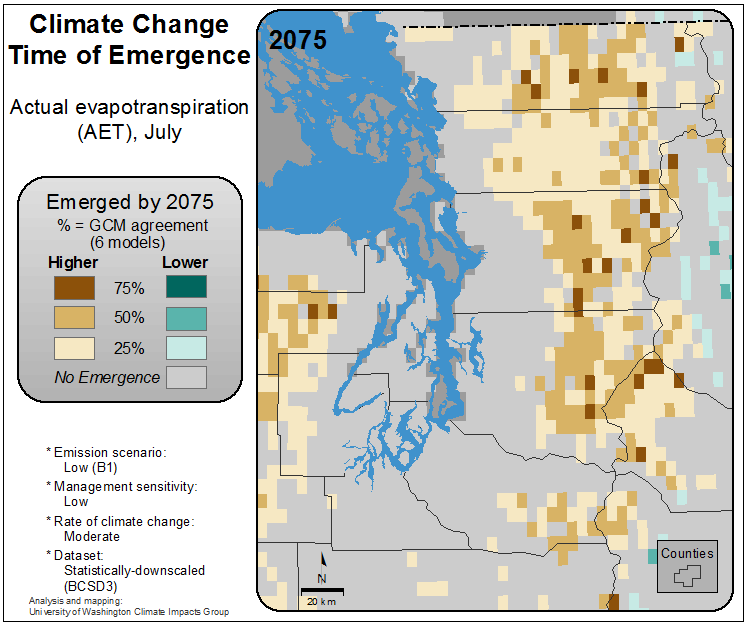 Climate Change
Time of Emergence
Actual evapotranspiration
(AET), July
Emerged by 2075
% = GCM agreement
(6 models)
Higher Lower
75%
50%
25%
No Emergence
* Emission scenario:
Low (B1)
* Management sensitivity:
Low
* Rate of climate change:
Moderate
* Dataset:
Statistically-downscaled
(BCSD3)
Analysis and mapping:
University of Washington Climate Impacts Group
2075
N
20 km
Counties